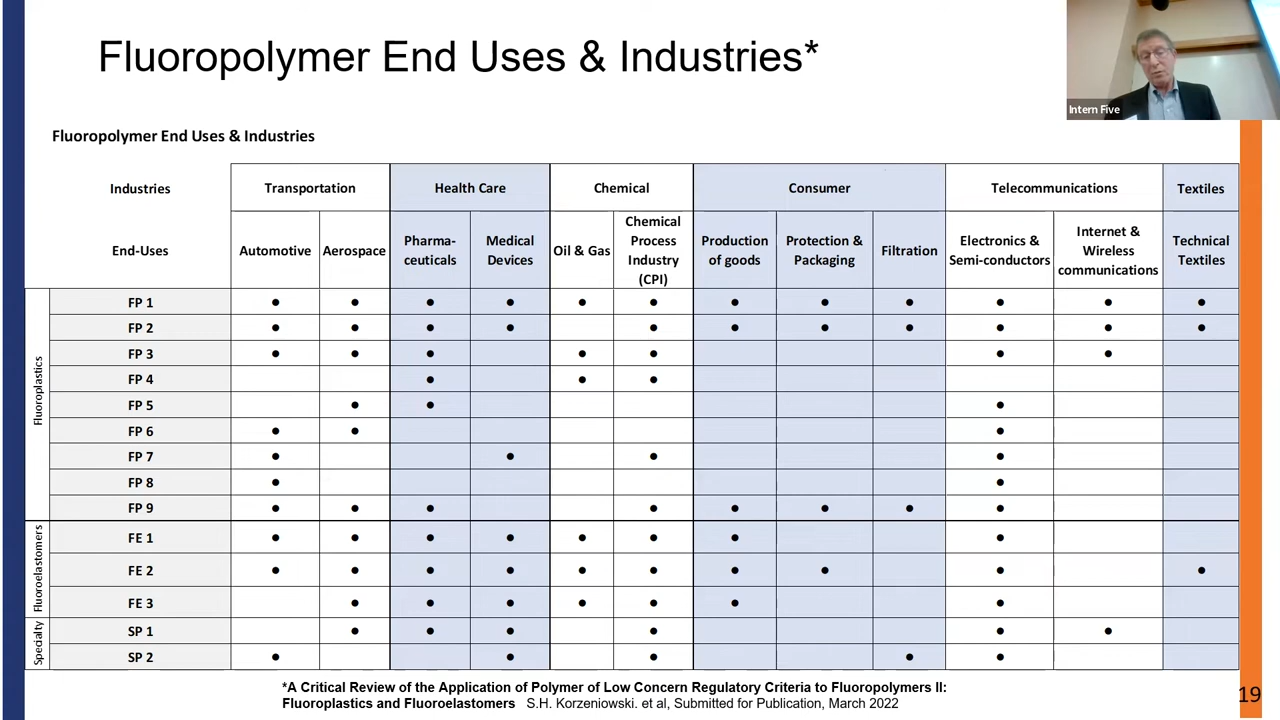 Fluoropolymer End Uses & Industries*
Intern Five
Fluoropolymer End Uses & Industries
Industries Transportation Health Care Chemical Consumer Telecommunications Textiles
End-Uses Automotive Aerospace Pharma-ceuticals Medical Devices Oil & Gas Chemical Process Industry (CPI) Production of goods Protection & Packaging Filtration Electronics & Semi-conductors Internet & Wireless communications Technical Textiles
Fluoroplastics
FP 1 • • • • • • • • • • • •
FP 2 • • • • • • • • • • •
FP 3 • • • • • • •
FP 4 • • •
FP 5 • • •
FP 6 • • •
FP 7 • • • •
FP 8 • •
FP 9 • • • • • • • •
Fluoroelastomers
FE 1 • • • • • • • •
FE 2 • • • • • • • • • •
FE 3 • • • • • • •
Specialty
SP 1 • • • • • •
SP 2 • • • • •
*A Critical Review of the Application of Polymer of Low Concern Regulatory Criteria to Fluoropolymers II:
Fluoroplastics and Fluoroelastomers S.H. Korzeniowski. et al, Submitted for Publication, March 2022
19